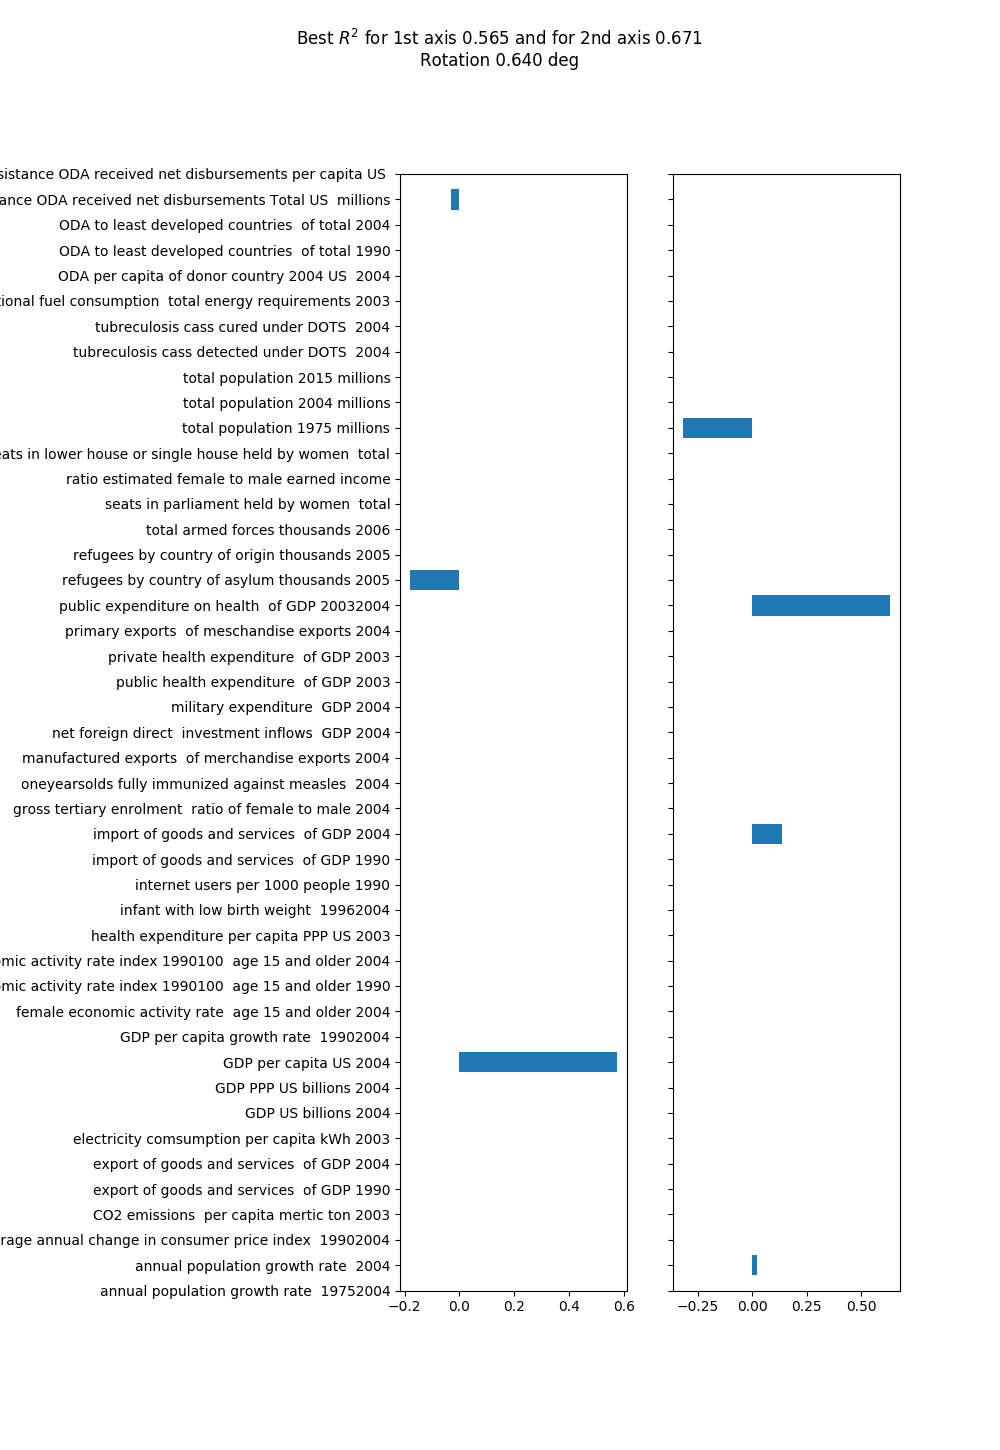 Best R² for 1st axis 0.565 and for 2nd axis 0.671
Rotation 0.640 deg
ODA received net disbursements per capita US
ODA received net disbursements Total US millions
ODA to least developed countries of total 2004
ODA to least developed countries of total 1990
ODA per capita of donor country 2004 US 2004
fuel consumption total energy requirements 2003
tubreculosis cass cured under DOTS 2004
tubreculosis cass detected under DOTS 2004
total population 2015 millions
total population 2004 millions
total population 1975 millions
in lower house or single house held by women total
ratio estimated female to male earned income
seats in parliament held by women total
total armed forces thousands 2006
refugees by country of origin thousands 2005
refugees by country of asylum thousands 2005
public expenditure on health of GDP 20032004
primary exports of meschandise exports 2004
private health expenditure of GDP 2003
public health expenditure of GDP 2003
military expenditure GDP 2004
net foreign direct investment inflows GDP 2004
manufactured exports of merchandise exports 2004
oneyearsolds fully immunized against measles 2004
gross tertiary enrolment ratio of female to male 2004
import of goods and services of GDP 2004
import of goods and services of GDP 1990
internet users per 1000 people 1990
infant with low birth weight 19962004
health expenditure per capita PPP US 2003
activity rate index 1990100 age 15 and older 2004
activity rate index 1990100 age 15 and older 1990
female economic activity rate age 15 and older 2004
GDP per capita growth rate 19902004
GDP per capita US 2004
GDP PPP US billions 2004
GDP US billions 2004
electricity comsumption per capita kWh 2003
export of goods and services of GDP 2004
export of goods and services of GDP 1990
CO2 emissions per capita mertic ton 2003
annual change in consumer price index 19902004
annual population growth rate 2004
annual population growth rate 19752004
−0.2 0.0 0.2 0.4 0.6
−0.25 0.00 0.25 0.50